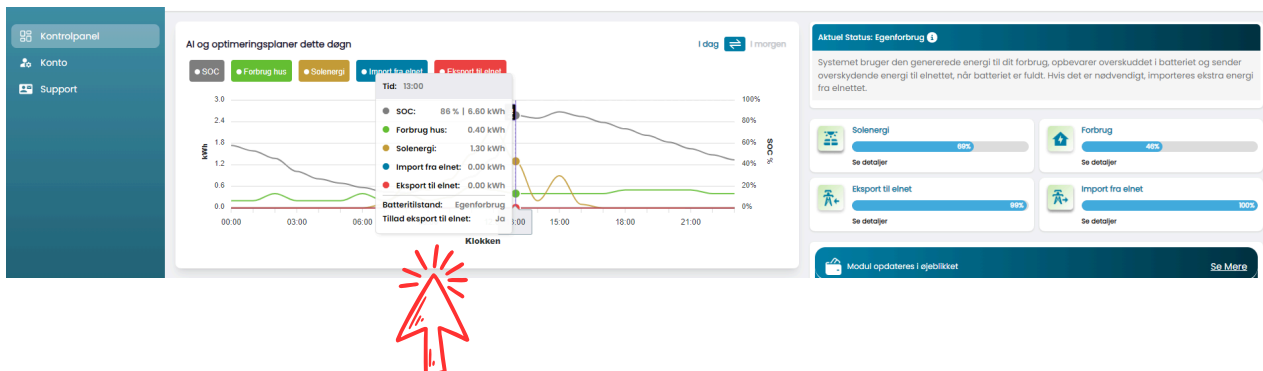 Kontrolpanel
Konto
Support
AI og optimeringsplaner dette døgn
I dag I morgen
SOC Forbrug hus Solenergi Import fra elnet Eksport til elnet
Tid: 13:00
SOC: 86 % | 6.60 kWh
Forbrug hus: 0.40 kWh
Solenergi: 1.30 kWh
Import fra elnet: 0.00 kWh
Eksport til elnet: 0.00 kWh
Batteritilstand: Egenforbrug
Tillad eksport til elnet: Ja
3.0 100%
2.4 80%
1.8 60%
1.2 40%
0.6 20%
0.0 0%
kWh
SOC %
00:00 03:00 06:00 15:00 18:00 21:00
Klokken
Aktuel Status: Egenforbrug
Systemet bruger den genererede energi til dit forbrug, opbevarer overskuddet i batteriet og sender
overskydende energi til elnettet, når batteriet er fuldt. Hvis det er nødvendigt, importeres ekstra energi
fra elnettet.
Solenergi
69%
Se detaljer
Forbrug
46%
Se detaljer
Eksport til elnet
99%
Se detaljer
Import fra elnet
100%
Se detaljer
Modul opdateres i øjeblikket
Se Mere